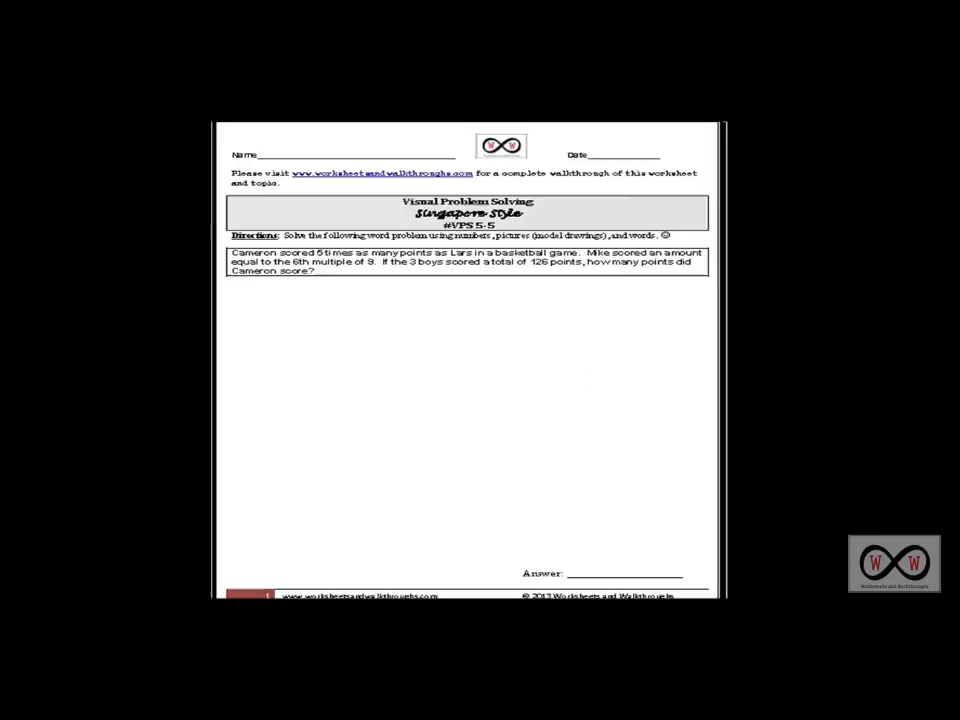 Name
Date
W W
Please visit www.worksheetsandwalkthroughs.com for a complete walkthrough of this worksheet
and topic.
Visual Problem Solving
Singapore Style
#VPS 5-5
Directions: Solve the following word problem using numbers, pictures (model drawings), and words. ☺
Cameron scored 5 times as many points as Lars in a basketball game. Mike scored an amount
equal to the 6th multiple of 9. If the 3 boys scored a total of 126 points, how many points did
Cameron score?
Answer:
1 www.worksheetsandwalkthroughs.com © 2013 Worksheets and Walkthroughs
W W
Worksheets and Walkthroughs